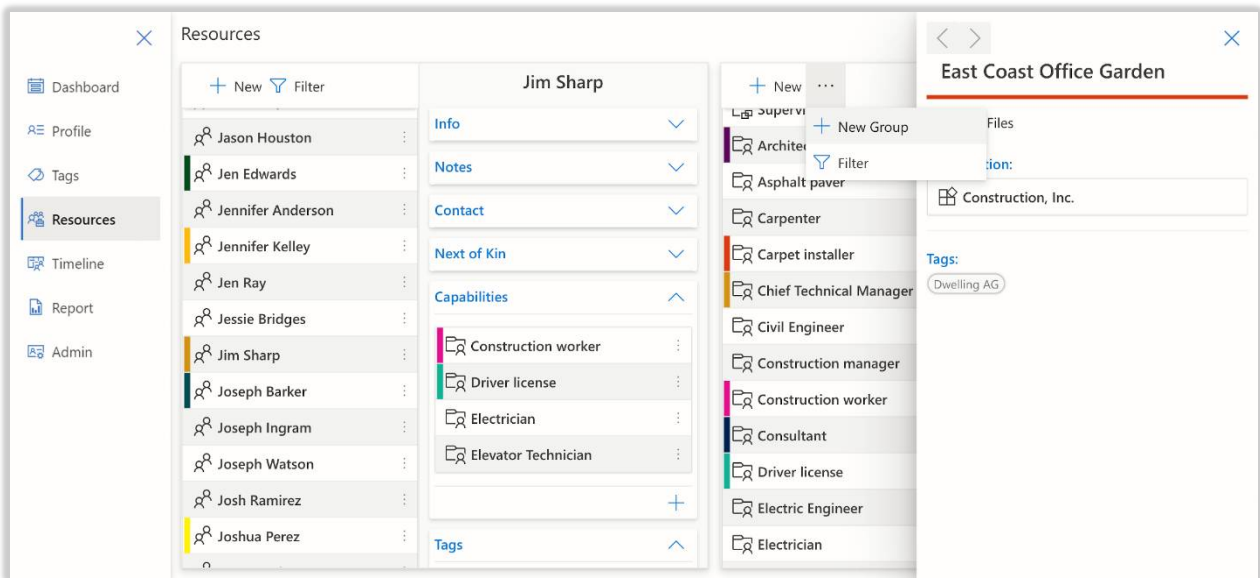 Resources
Dashboard
Profile
Tags
Resources
Timeline
Report
Admin
New Filter
Jason Houston
Jen Edwards
Jennifer Anderson
Jennifer Kelley
Jen Ray
Jessie Bridges
Jim Sharp
Joseph Barker
Joseph Ingram
Joseph Watson
Josh Ramirez
Joshua Perez
Jim Sharp
Info
Notes
Contact
Next of Kin
Capabilities
Construction worker
Driver license
Electrician
Elevator Technician
Tags
New
New Group
Filter
Asphalt paver
Carpenter
Carpet installer
Chief Technical Manager
Civil Engineer
Construction manager
Construction worker
Consultant
Driver license
Electric Engineer
Electrician
East Coast Office Garden
Files
Construction, Inc.
Tags:
Dwelling AG